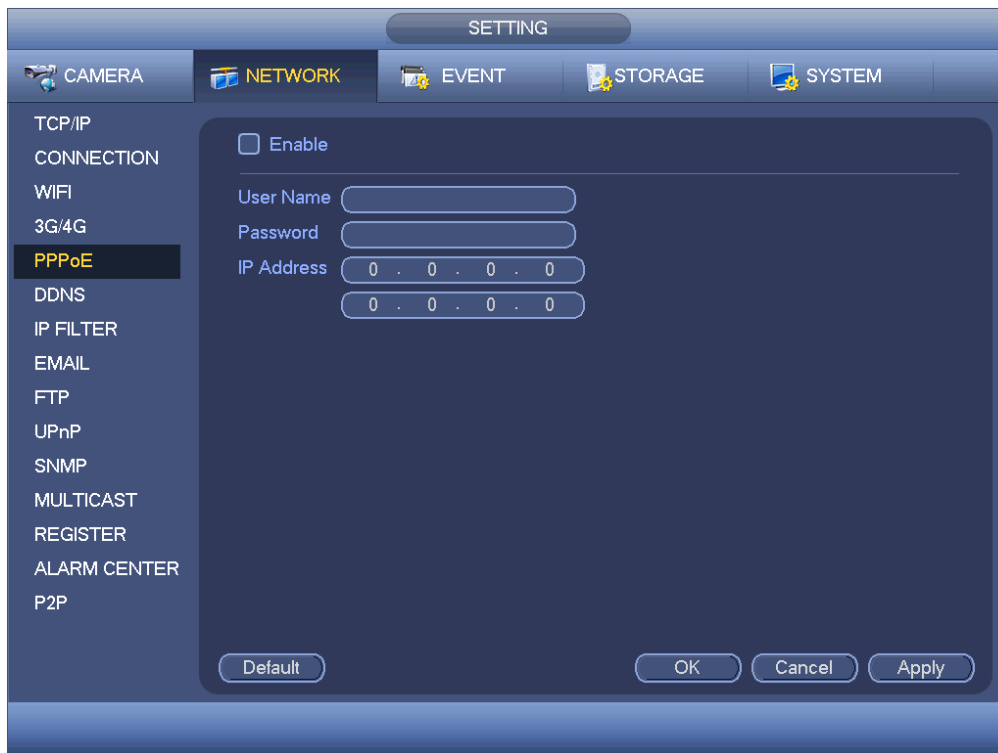 SETTING
CAMERA NETWORK EVENT STORAGE SYSTEM
TCP/IP
CONNECTION
WIFI
3G/4G
PPPoE
DDNS
IP FILTER
EMAIL
FTP
UPnP
SNMP
MULTICAST
REGISTER
ALARM CENTER
P2P
Enable
User Name
Password
IP Address 0 . 0 . 0 . 0
0 . 0 . 0 . 0
Default OK Cancel Apply